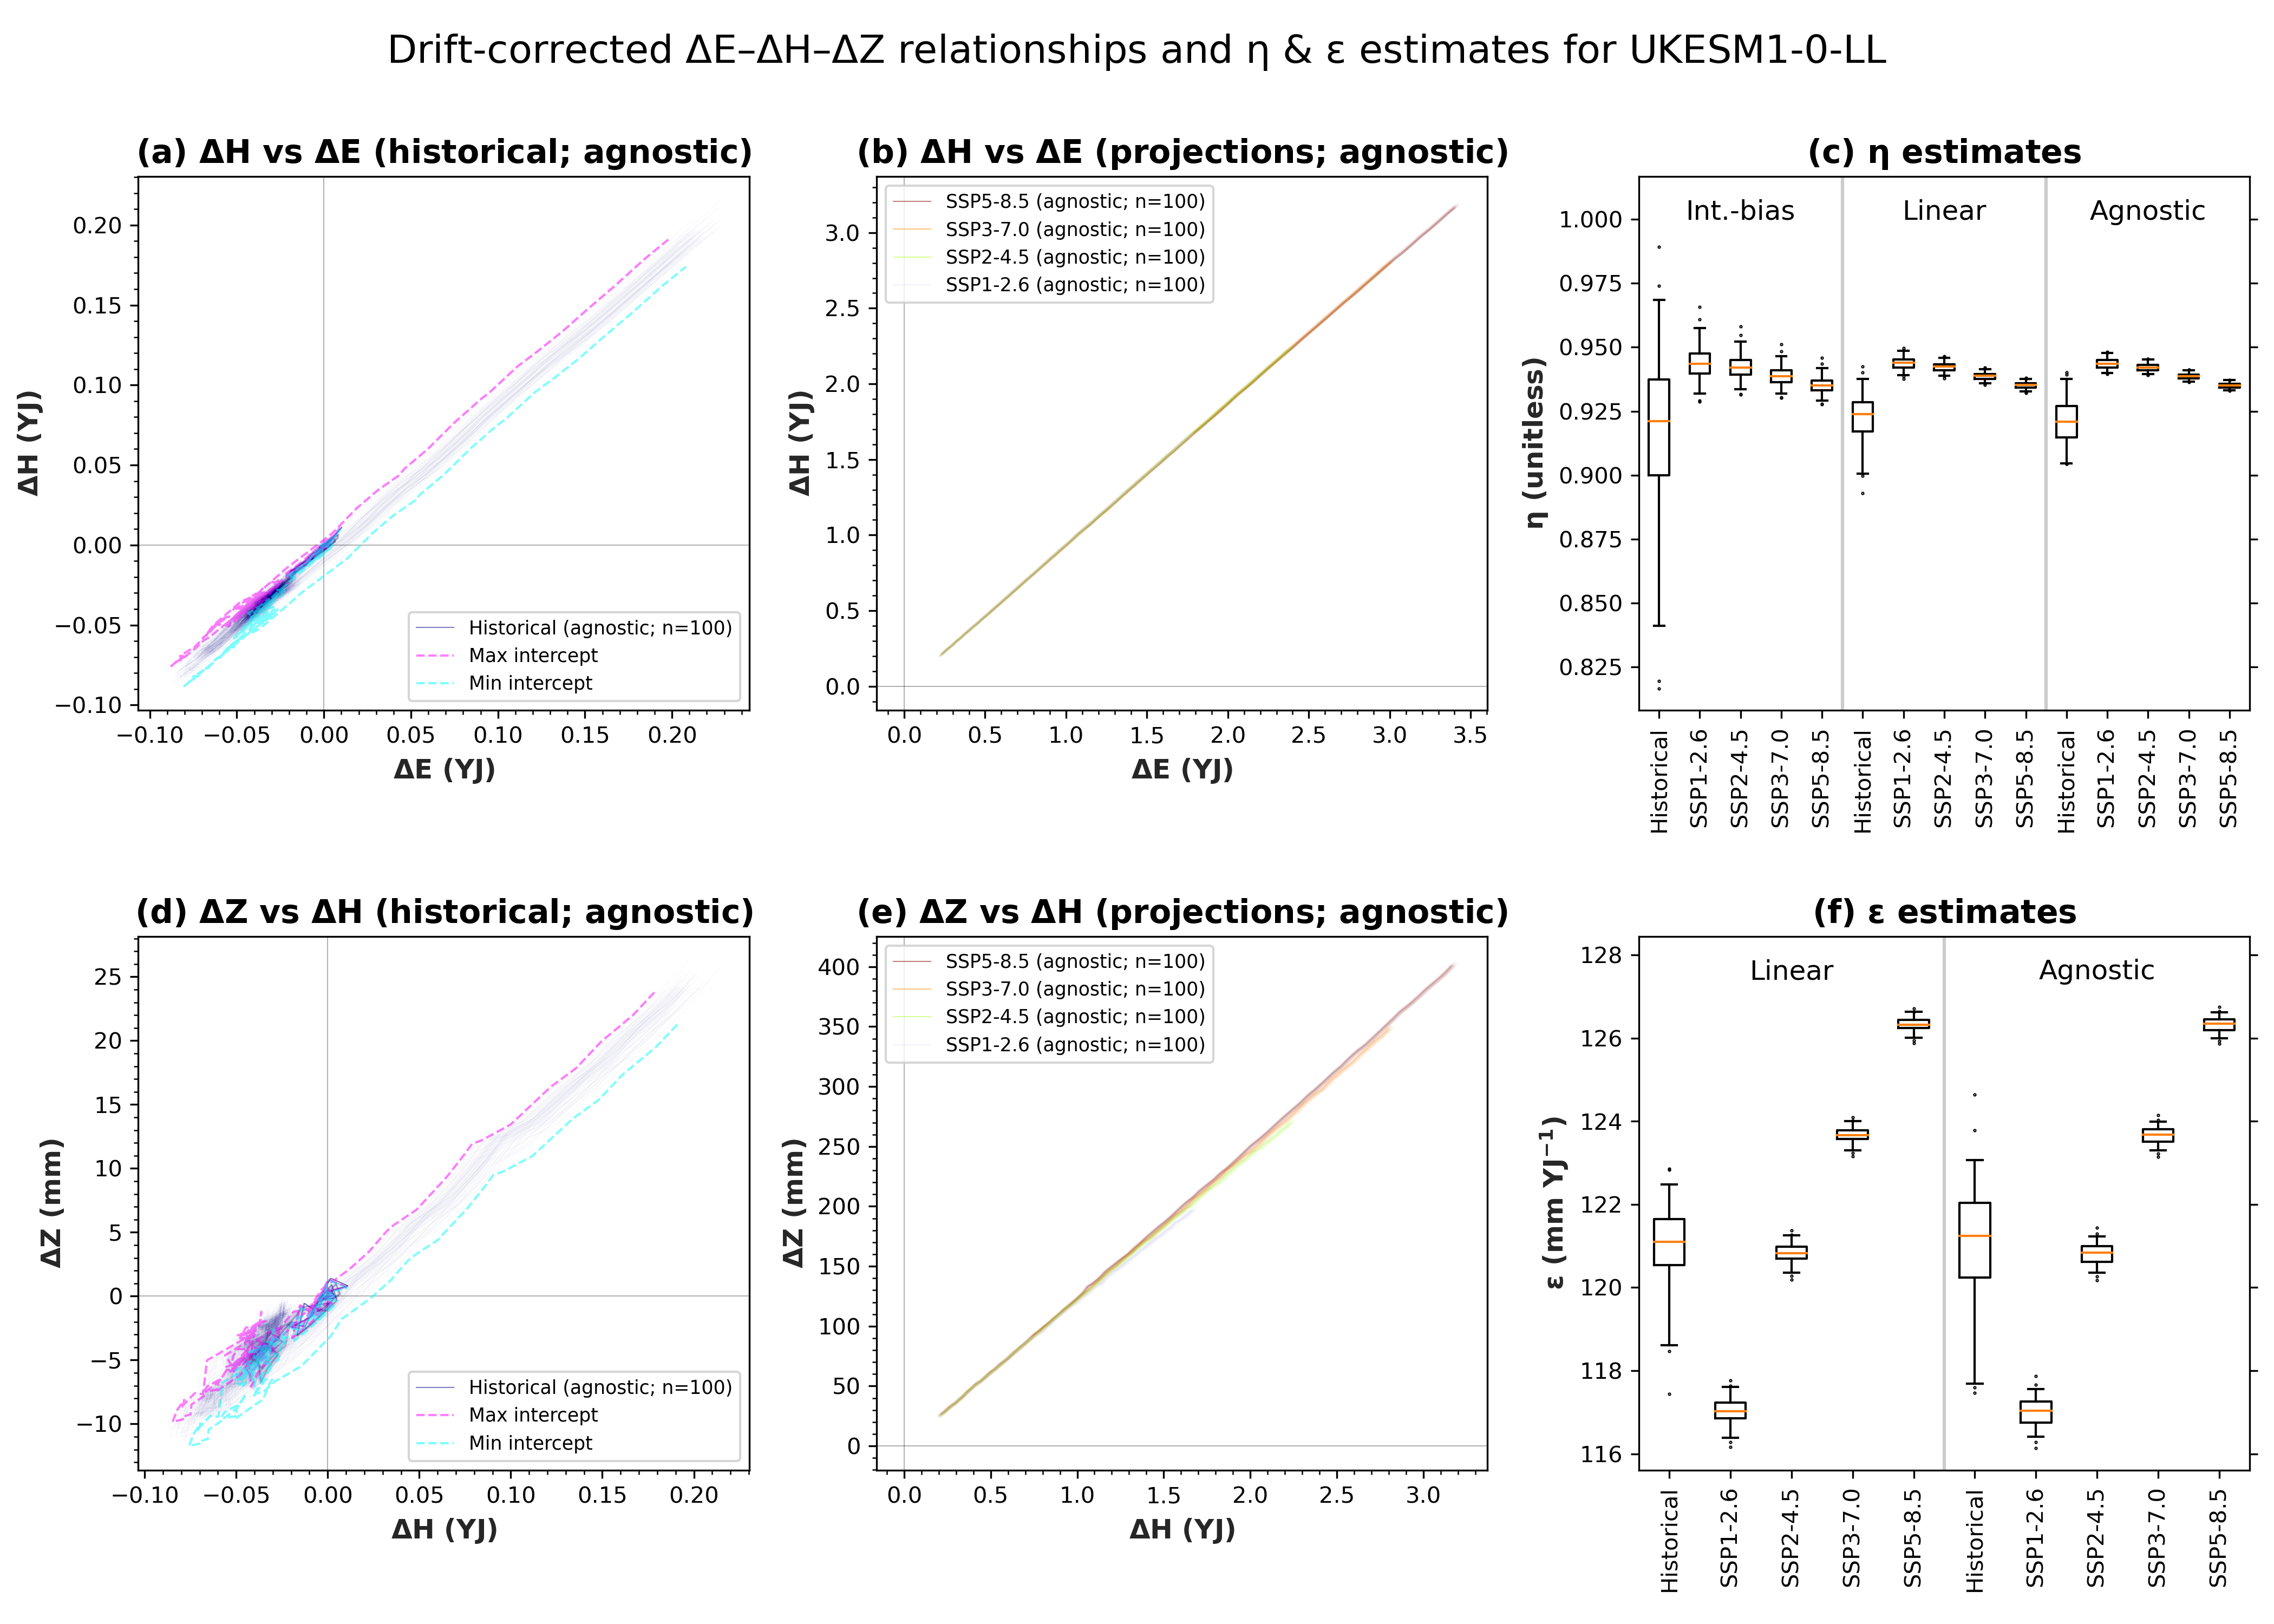 Drift-corrected ΔE–ΔH–ΔZ relationships and η & ε estimates for UKESM1-0-LL
(a) ΔH vs ΔE (historical; agnostic)
0.20
0.15
0.10
0.05
0.00
−0.05
−0.10
ΔH (YJ)
Historical (agnostic; n=100)
Max intercept
Min intercept
−0.10 −0.05 0.00 0.05 0.10 0.15 0.20
ΔE (YJ)
(b) ΔH vs ΔE (projections; agnostic)
SSP5-8.5 (agnostic; n=100)
SSP3-7.0 (agnostic; n=100)
SSP2-4.5 (agnostic; n=100)
SSP1-2.6 (agnostic; n=100)
3.0
2.5
2.0
1.5
1.0
0.5
0.0
ΔH (YJ)
0.0 0.5 1.0 1.5 2.0 2.5 3.0 3.5
ΔE (YJ)
(c) η estimates
Int.-bias Linear Agnostic
1.000
0.975
0.950
0.925
0.900
0.875
0.850
0.825
η (unitless)
Historical SSP1-2.6 SSP2-4.5 SSP3-7.0 SSP5-8.5 Historical SSP1-2.6 SSP2-4.5 SSP3-7.0 SSP5-8.5 Historical SSP1-2.6 SSP2-4.5 SSP3-7.0 SSP5-8.5
(d) ΔZ vs ΔH (historical; agnostic)
25
20
15
10
5
0
−5
−10
ΔZ (mm)
Historical (agnostic; n=100)
Max intercept
Min intercept
−0.10 −0.05 0.00 0.05 0.10 0.15 0.20
ΔH (YJ)
(e) ΔZ vs ΔH (projections; agnostic)
SSP5-8.5 (agnostic; n=100)
SSP3-7.0 (agnostic; n=100)
SSP2-4.5 (agnostic; n=100)
SSP1-2.6 (agnostic; n=100)
400
350
300
250
200
150
100
50
0
ΔZ (mm)
0.0 0.5 1.0 1.5 2.0 2.5 3.0
ΔH (YJ)
(f) ε estimates
Linear Agnostic
128
126
124
122
120
118
116
ε (mm YJ⁻¹)
Historical SSP1-2.6 SSP2-4.5 SSP3-7.0 SSP5-8.5 Historical SSP1-2.6 SSP2-4.5 SSP3-7.0 SSP5-8.5